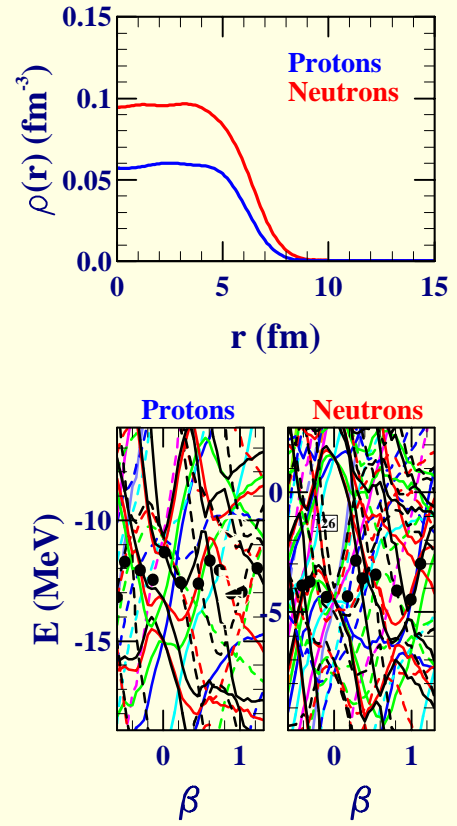 0.15
Protons
Neutrons
0.1
0.05
0.0
ρ(r) (fm⁻³)
0 5 10 15
r (fm)
Protons Neutrons
E (MeV)
-10
-15
0
-5
0 1 0 1
β β